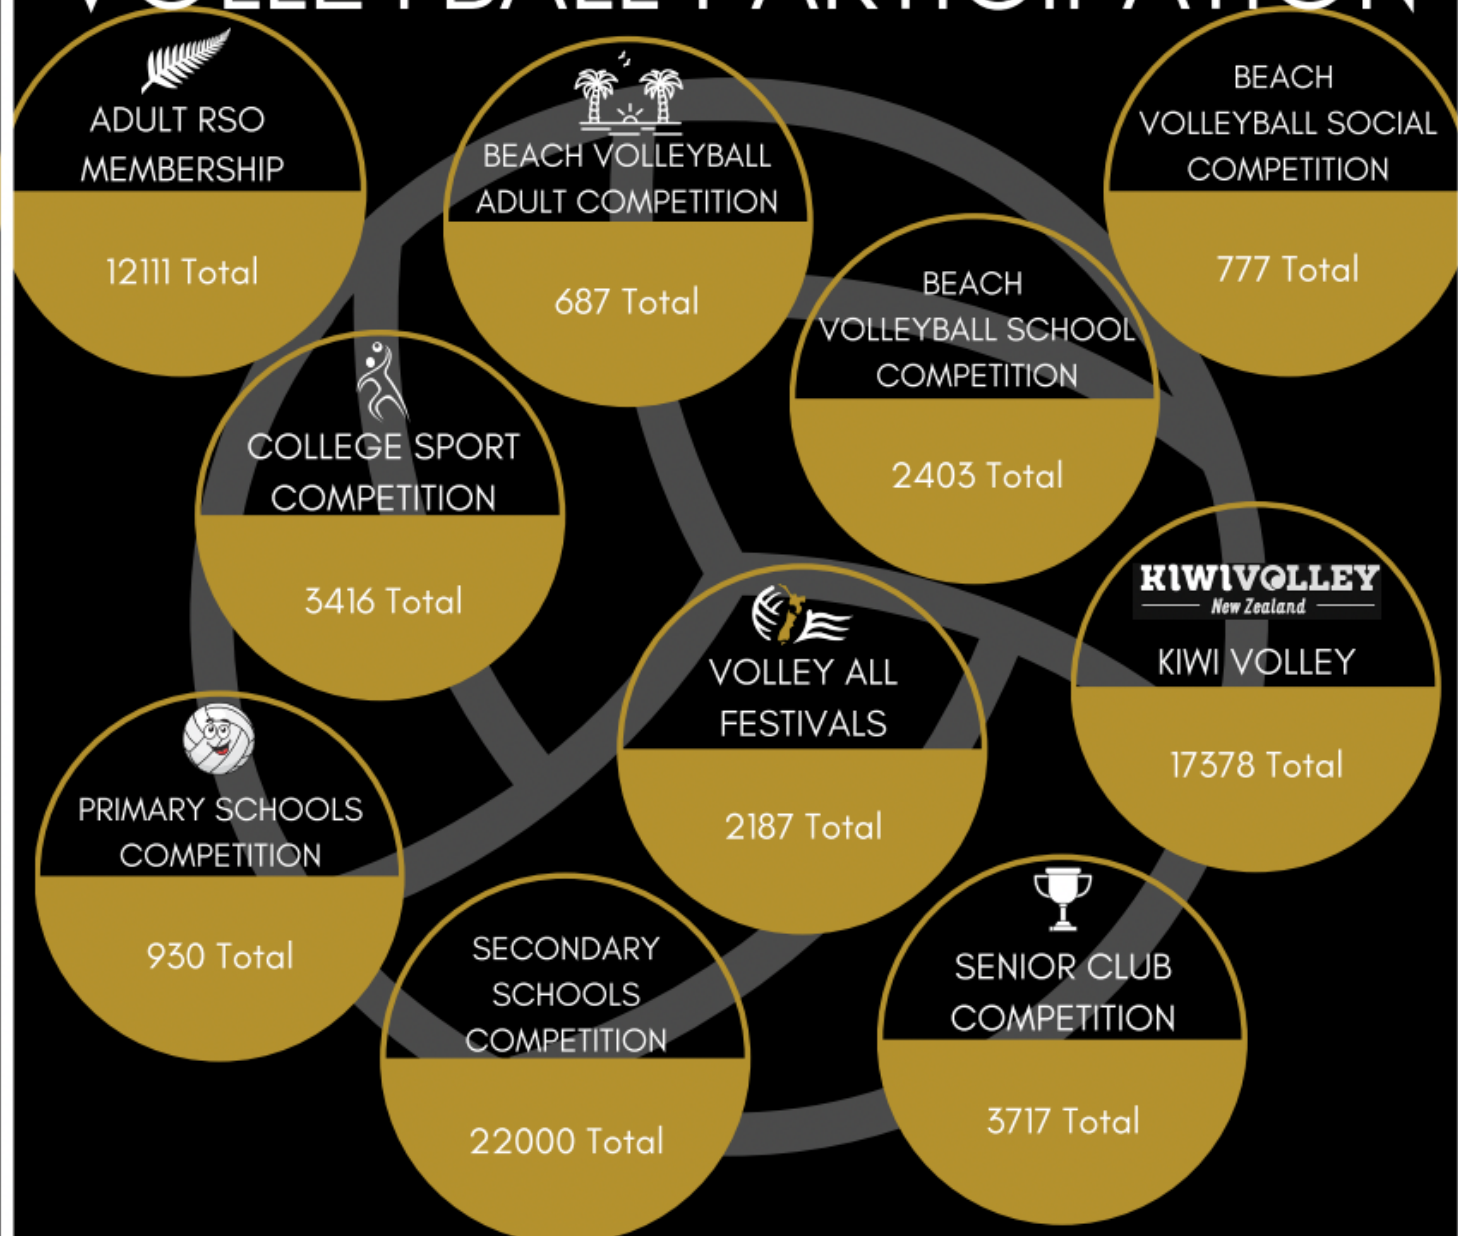 VOLLEYBALL PARTICIPATION
ADULT RSO
MEMBERSHIP
12111 Total
BEACH VOLLEYBALL
ADULT COMPETITION
687 Total
BEACH
VOLLEYBALL SOCIAL
COMPETITION
777 Total
BEACH
VOLLEYBALL SCHOOL
COMPETITION
2403 Total
COLLEGE SPORT
COMPETITION
3416 Total
KIWIVOLLEY
New Zealand
KIWI VOLLEY
17378 Total
VOLLEY ALL
FESTIVALS
2187 Total
PRIMARY SCHOOLS
COMPETITION
930 Total
SECONDARY
SCHOOLS
COMPETITION
22000 Total
SENIOR CLUB
COMPETITION
3717 Total